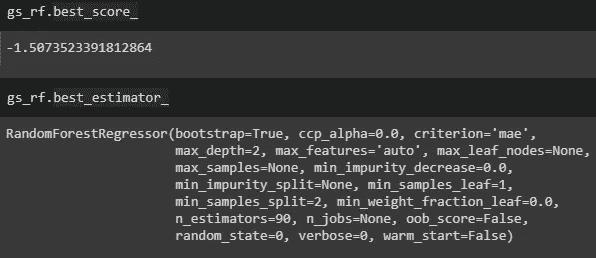 gs_rf.best_score_
-1.5073523391812864
gs_rf.best_estimator_
RandomForestRegressor(bootstrap=True, ccp_alpha=0.0, criterion='mae',
                      max_depth=2, max_features='auto', max_leaf_nodes=None,
                      max_samples=None, min_impurity_decrease=0.0,
                      min_impurity_split=None, min_samples_leaf=1,
                      min_samples_split=2, min_weight_fraction_leaf=0.0,
                      n_estimators=90, n_jobs=None, oob_score=False,
                      random_state=0, verbose=0, warm_start=False)